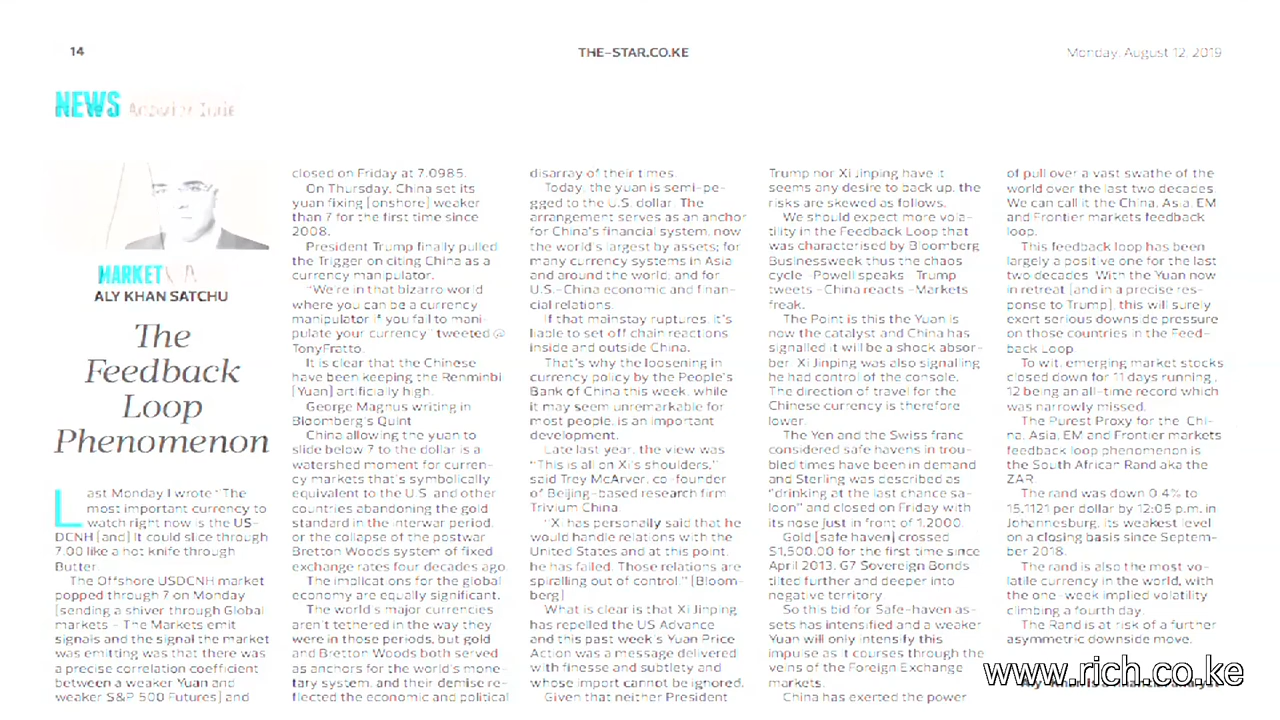 14
THE-STAR.CO.KE
Monday, August 12, 2019
NEWS
MARKET
ALY KHAN SATCHU
The
Feedback
Loop
Phenomenon
Last Monday I wrote "The
most important currency to
watch right now is the US-
DCNH [and] It could slice through
7.00 like a hot knife through
Butter
The Offshore USDCNH market
popped through 7 on Monday
[sending a shiver through Global
markets - The Markets emit
signals and the signal the market
was emitting was that there was
a precise correlation coefficient
between a weaker Yuan and
weaker S&P 500 Futures] and
closed on Friday at 7.0985.
On Thursday, China set its
yuan fixing [onshore] weaker
than 7 for the first time since
2008.
President Trump finally pulled
the Trigger on citing China as a
currency manipulator.
"We're in that bizarro world
where you can be a currency
manipulator if you fail to mani-
pulate your currency" tweeted @
TonyFratto.
It is clear that the Chinese
have been keeping the Renminbi
[Yuan] artificially high.
George Magnus writing in
Bloomberg's Quint
China allowing the yuan to
slide below 7 to the dollar is a
watershed moment for curren-
cy markets that's symbolically
equivalent to the U.S. and other
countries abandoning the gold
standard in the interwar period,
or the collapse of the postwar
Bretton Woods system of fixed
exchange rates four decades ago.
The implications for the global
economy are equally significant.
The world's major currencies
aren't tethered in the way they
were in those periods, but gold
and Bretton Woods both served
as anchors for the world's mone-
tary system, and their demise re-
flected the economic and political
disarray of their times.
Today, the yuan is semi-pe-
gged to the U.S. dollar. The
arrangement serves as an anchor
for China's financial system, now
the world's largest by assets; for
many currency systems in Asia
and around the world; and for
U.S.-China economic and finan-
cial relations.
If that mainstay ruptures, it's
liable to set off chain reactions
inside and outside China.
That's why the loosening in
currency policy by the People's
Bank of China this week, while
it may seem unremarkable for
most people, is an important
development.
Late last year, the view was
"This is all on Xi's shoulders,"
said Trey McArver, co-founder
of Beijing-based research firm
Trivium China
"Xi has personally said that he
would handle relations with the
United States and at this point,
he has failed. Those relations are
spiralling out of control." [Bloom-
berg]
What is clear is that Xi Jinping
has repelled the US Advance
and this past week's Yuan Price
Action was a message delivered
with finesse and subtlety and
whose import cannot be ignored.
Given that neither President
Trump nor Xi Jinping have it
seems any desire to back up, the
risks are skewed as follows.
We should expect more vola-
tility in the Feedback Loop that
was characterised by Bloomberg
Businessweek thus the chaos
cycle -Powell speaks - Trump
tweets -China reacts -Markets
freak.
The Point is this the Yuan is
now the catalyst and China has
signalled it will be a shock absor-
ber. Xi Jinping was also signalling
he had control of the console.
The direction of travel for the
Chinese currency is therefore
lower.
The Yen and the Swiss franc
considered safe havens in trou-
bled times have been in demand
and Sterling was described as
"drinking at the last chance sa-
loon" and closed on Friday with
its nose just in front of 1.2000.
Gold [safe haven] crossed
$1,500.00 for the first time since
April 2013. G7 Sovereign Bonds
tilted further and deeper into
negative territory
So this bid for Safe-haven as-
sets has intensified and a weaker
Yuan will only intensify this
impulse as it courses through the
veins of the Foreign Exchange
markets.
China has exerted the power
of pull over a vast swathe of the
world over the last two decades.
We can call it the China, Asia, EM
and Frontier markets feedback
loop.
This feedback loop has been
largely a positive one for the last
two decades. With the Yuan now
in retreat [and in a precise res-
ponse to Trump], this will surely
exert serious downside pressure
on those countries in the Feed-
back Loop
To wit, emerging market stocks
closed down for 11 days running,
12 being an all-time record which
was narrowly missed.
The Purest Proxy for the Chi-
na, Asia, EM and Frontier markets
feedback loop phenomenon is
the South African Rand aka the
ZAR.
The rand was down 0.4% to
15.1121 per dollar by 12:05 p.m. in
Johannesburg, its weakest level
on a closing basis since Septem-
ber 2018.
The rand is also the most vo-
latile currency in the world, with
the one-week implied volatility
climbing a fourth day.
The Rand is at risk of a further
asymmetric downside move.
www.rich.co.ke